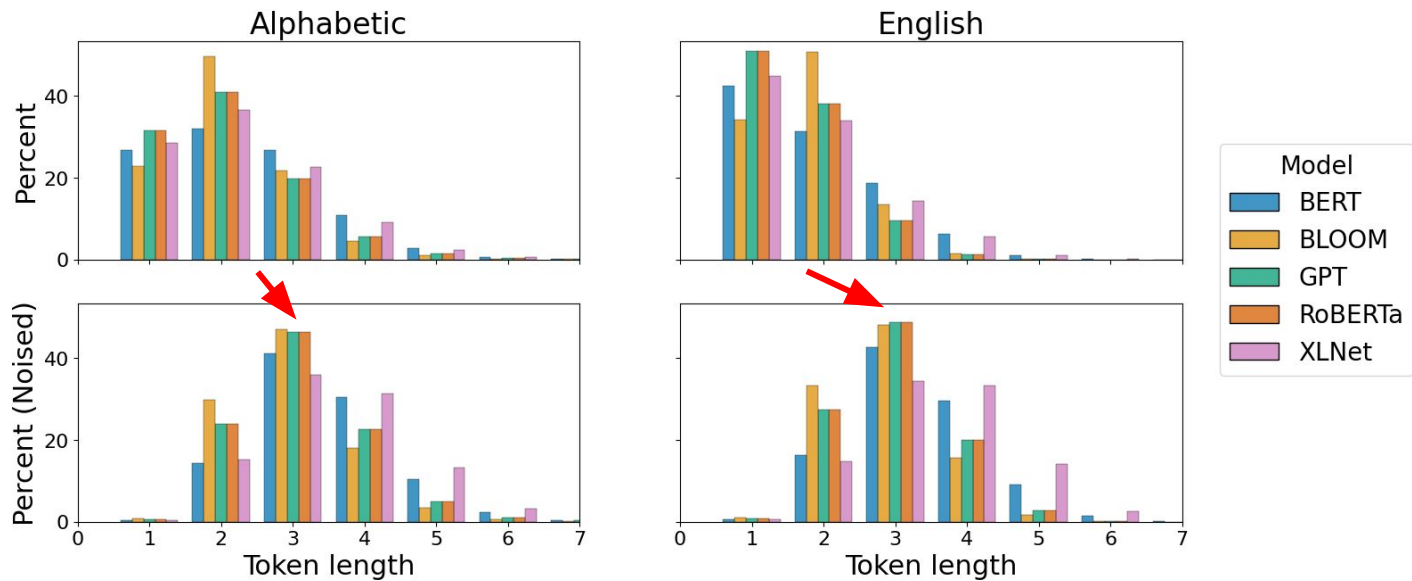 Alphabetic
English
Percent
40
20
0
Model
BERT
BLOOM
GPT
RoBERTa
XLNet
Percent (Noised)
40
20
0
0 1 2 3 4 5 6 7
0 1 2 3 4 5 6 7
Token length
Token length